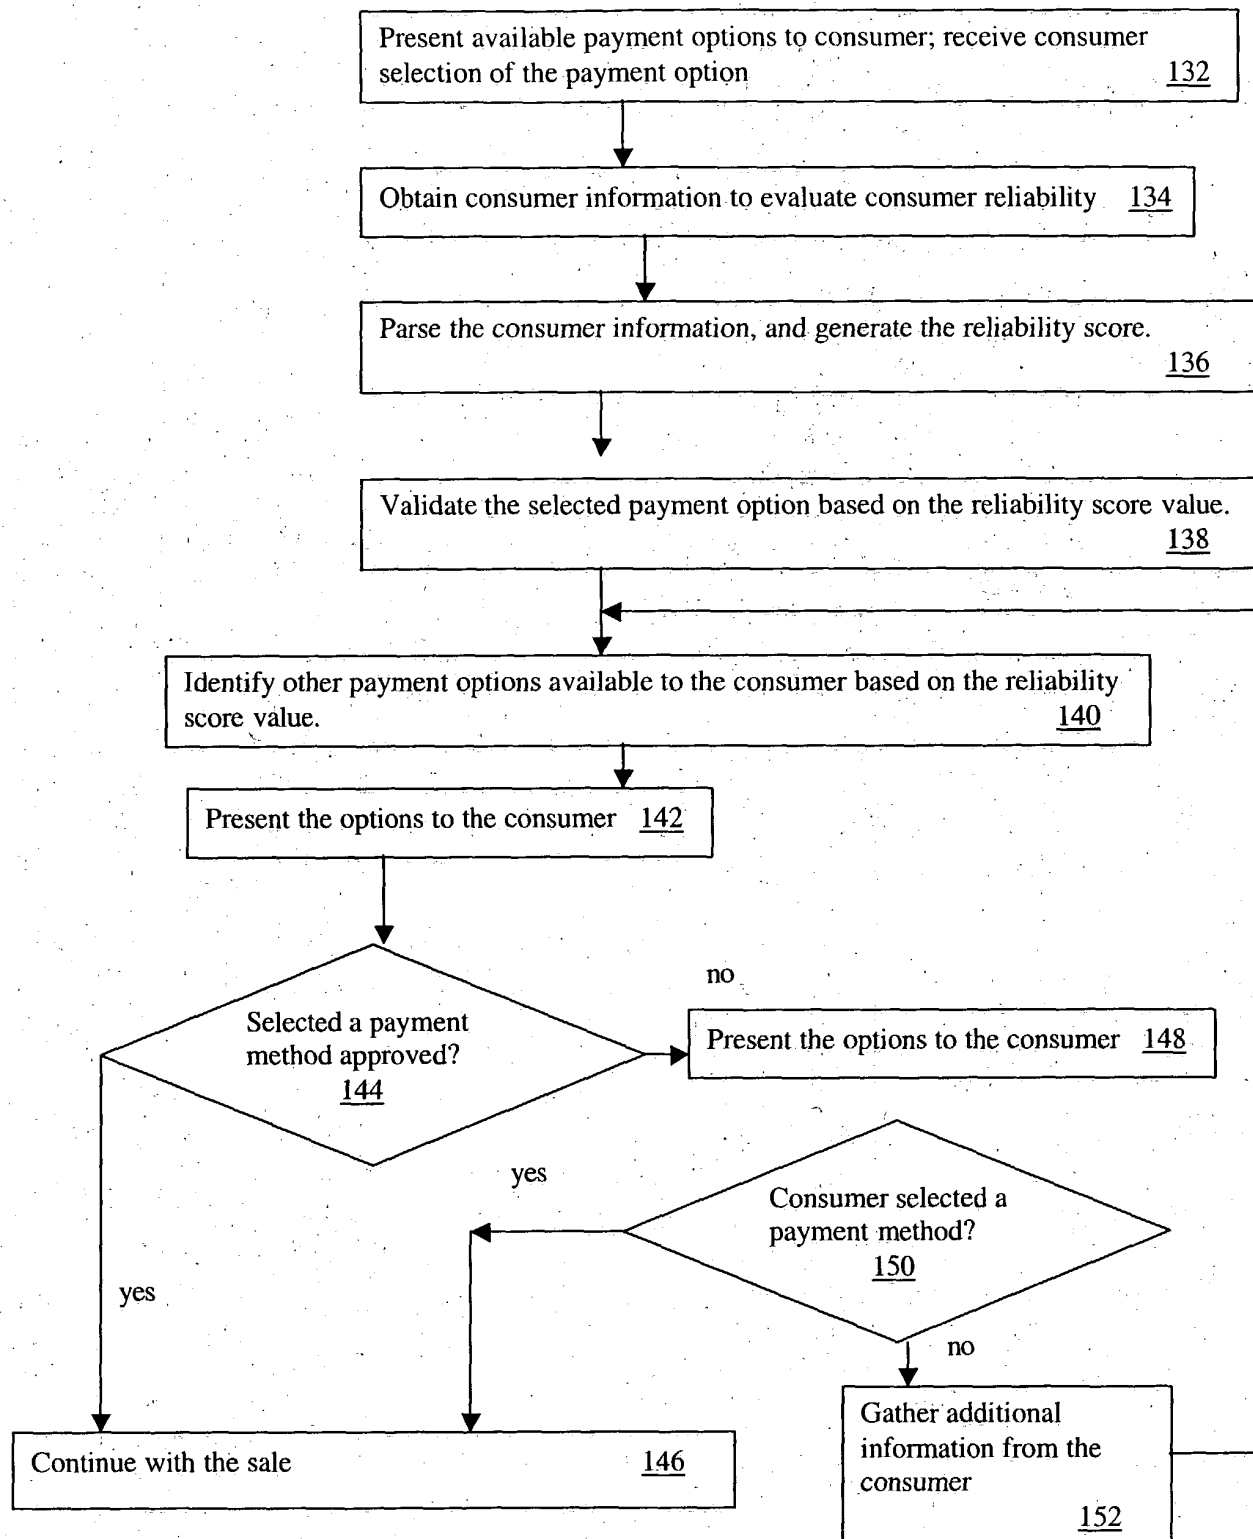 Present available payment options to consumer; receive consumer
selection of the payment option 132
Obtain consumer information to evaluate consumer reliability 134
Parse the consumer information, and generate the reliability score.
136
Validate the selected payment option based on the reliability score value.
138
Identify other payment options available to the consumer based on the reliability
score value. 140
Present the options to the consumer 142
Selected a payment
method approved?
144
no
Present the options to the consumer 148
yes
Consumer selected a
payment method?
150
yes
no
Continue with the sale 146
Gather additional
information from the
consumer
152